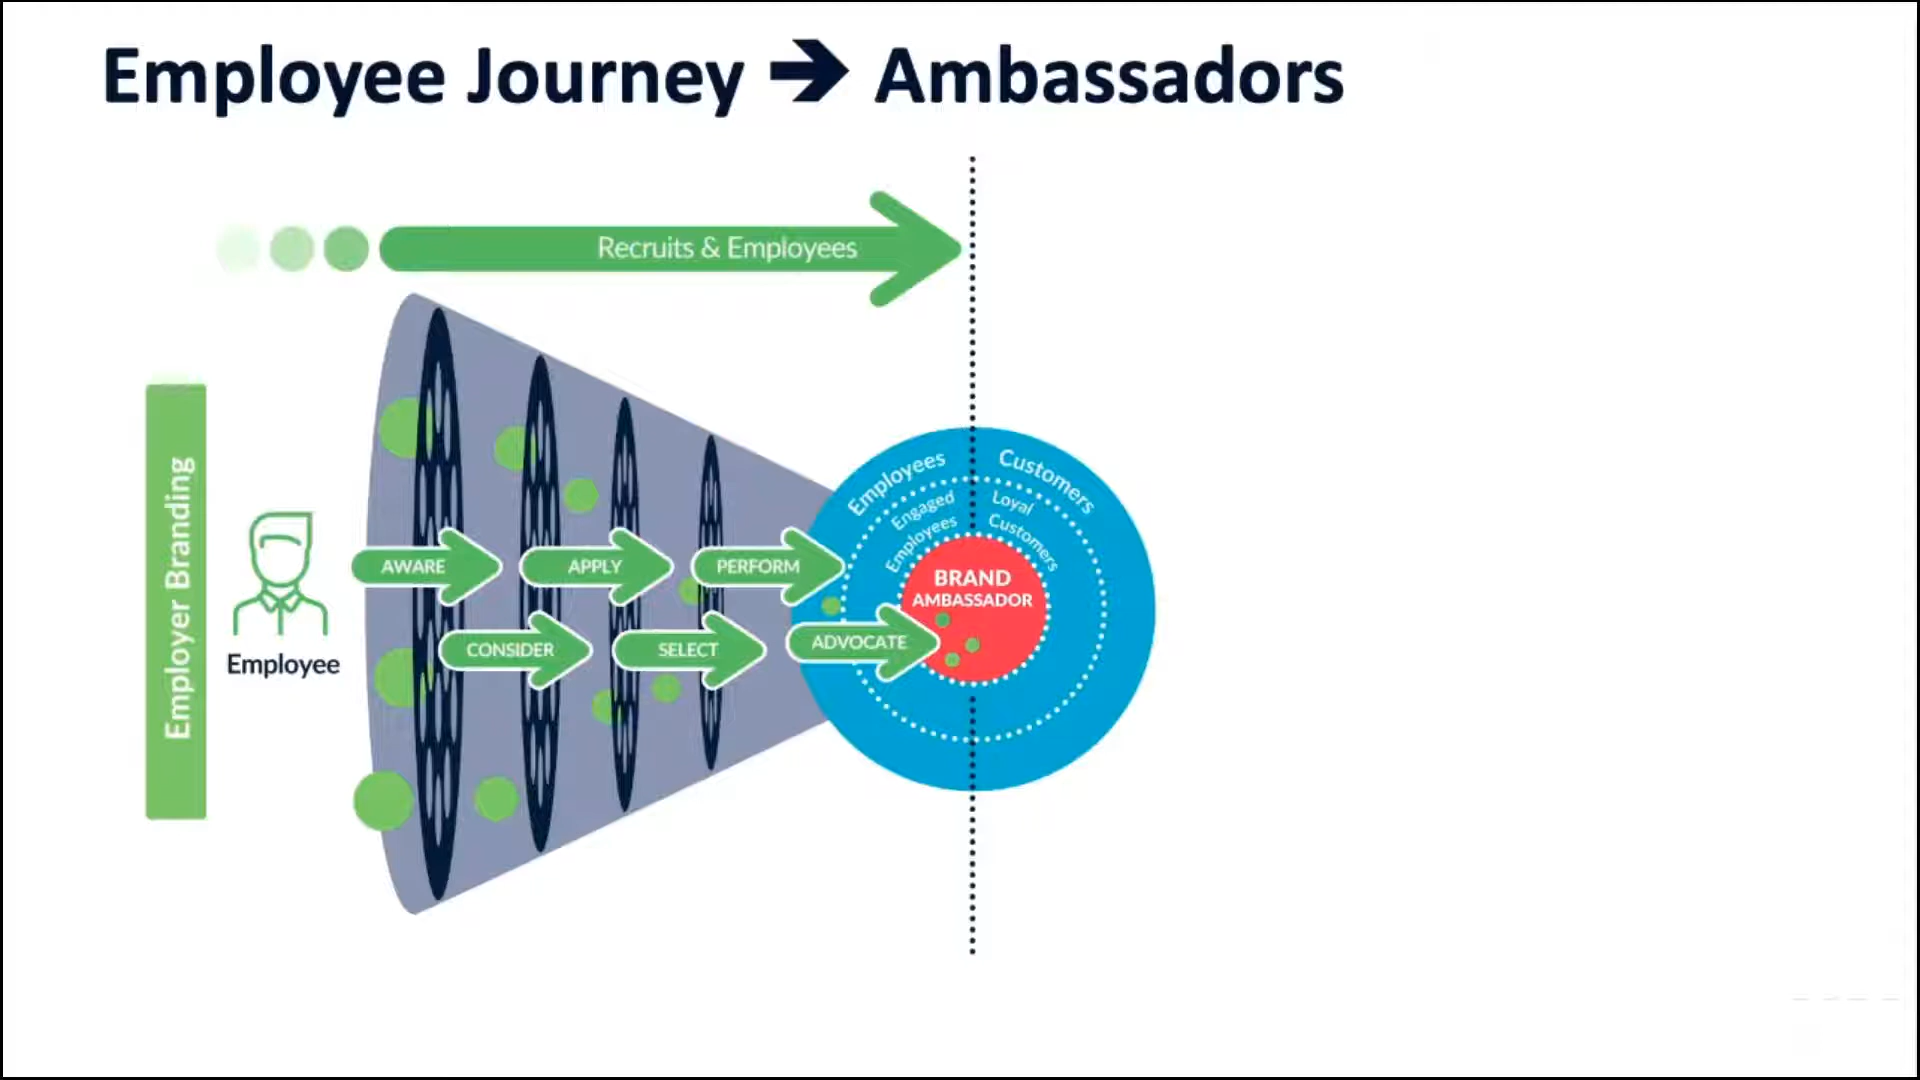 Employee Journey → Ambassadors
Recruits & Employees
Employer Branding
Employee
AWARE
CONSIDER
APPLY
SELECT
PERFORM
ADVOCATE
Employees
Customers
Engaged
Employees
Loyal
Customers
BRAND
AMBASSADOR